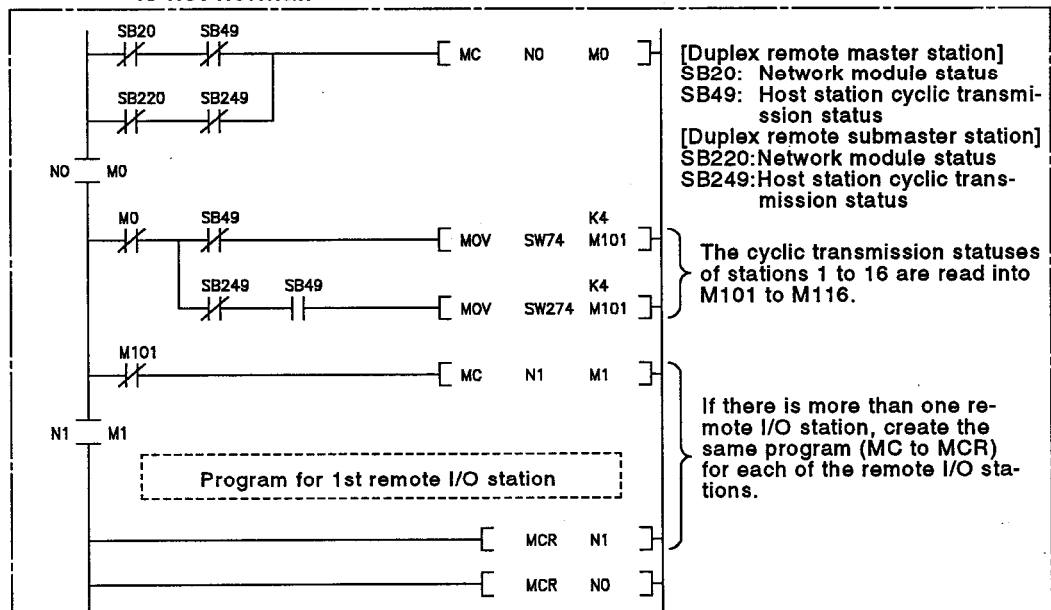 SB20 SB49
MC N0 M0
SB220 SB249
N0 M0
[Duplex remote master station]
SB20: Network module status
SB49: Host station cyclic transmi-
ssion status
[Duplex remote submaster station]
SB220:Network module status
SB249:Host station cyclic trans-
mission status
M0 SB49
K4
MOV SW74 M101
SB249 SB49
K4
MOV SW274 M101
The cyclic transmission statuses
of stations 1 to 16 are read into
M101 to M116.
M101
MC N1 M1
N1 M1
Program for 1st remote I/O station
If there is more than one re-
mote I/O station, create the
same program (MC to MCR)
for each of the remote I/O sta-
tions.
MCR N1
MCR N0